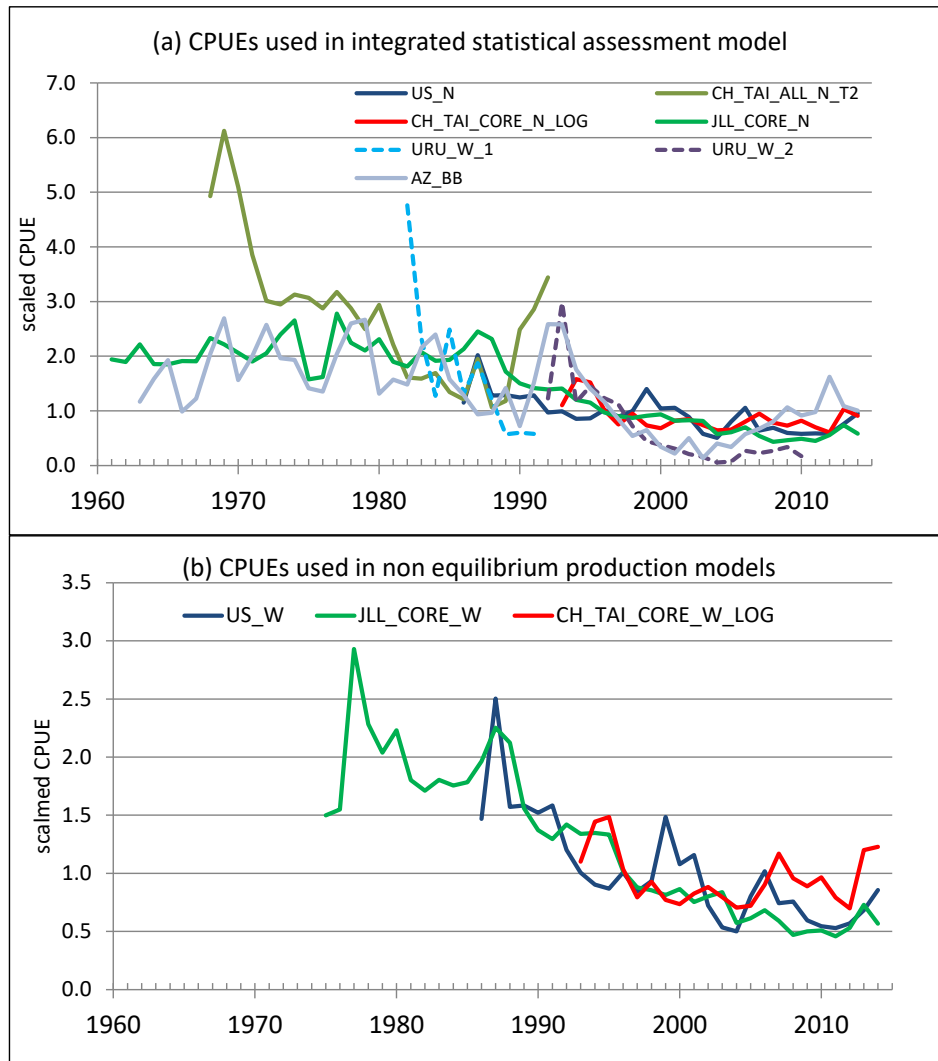 (a) CPUEs used in integrated statistical assessment model
7.0
US_N CH_TAI_ALL_N_T2
CH_TAI_CORE_N_LOG JLL_CORE_N
URU_W_1 URU_W_2
AZ_BB
6.0
5.0
4.0
3.0
2.0
1.0
0.0
scaled CPUE
1960 1970 1980 1990 2000 2010
(b) CPUEs used in non equilibrium production models
3.5
US_W JLL_CORE_W CH_TAI_CORE_W_LOG
3.0
2.5
2.0
1.5
1.0
0.5
0.0
scalmed CPUE
1960 1970 1980 1990 2000 2010